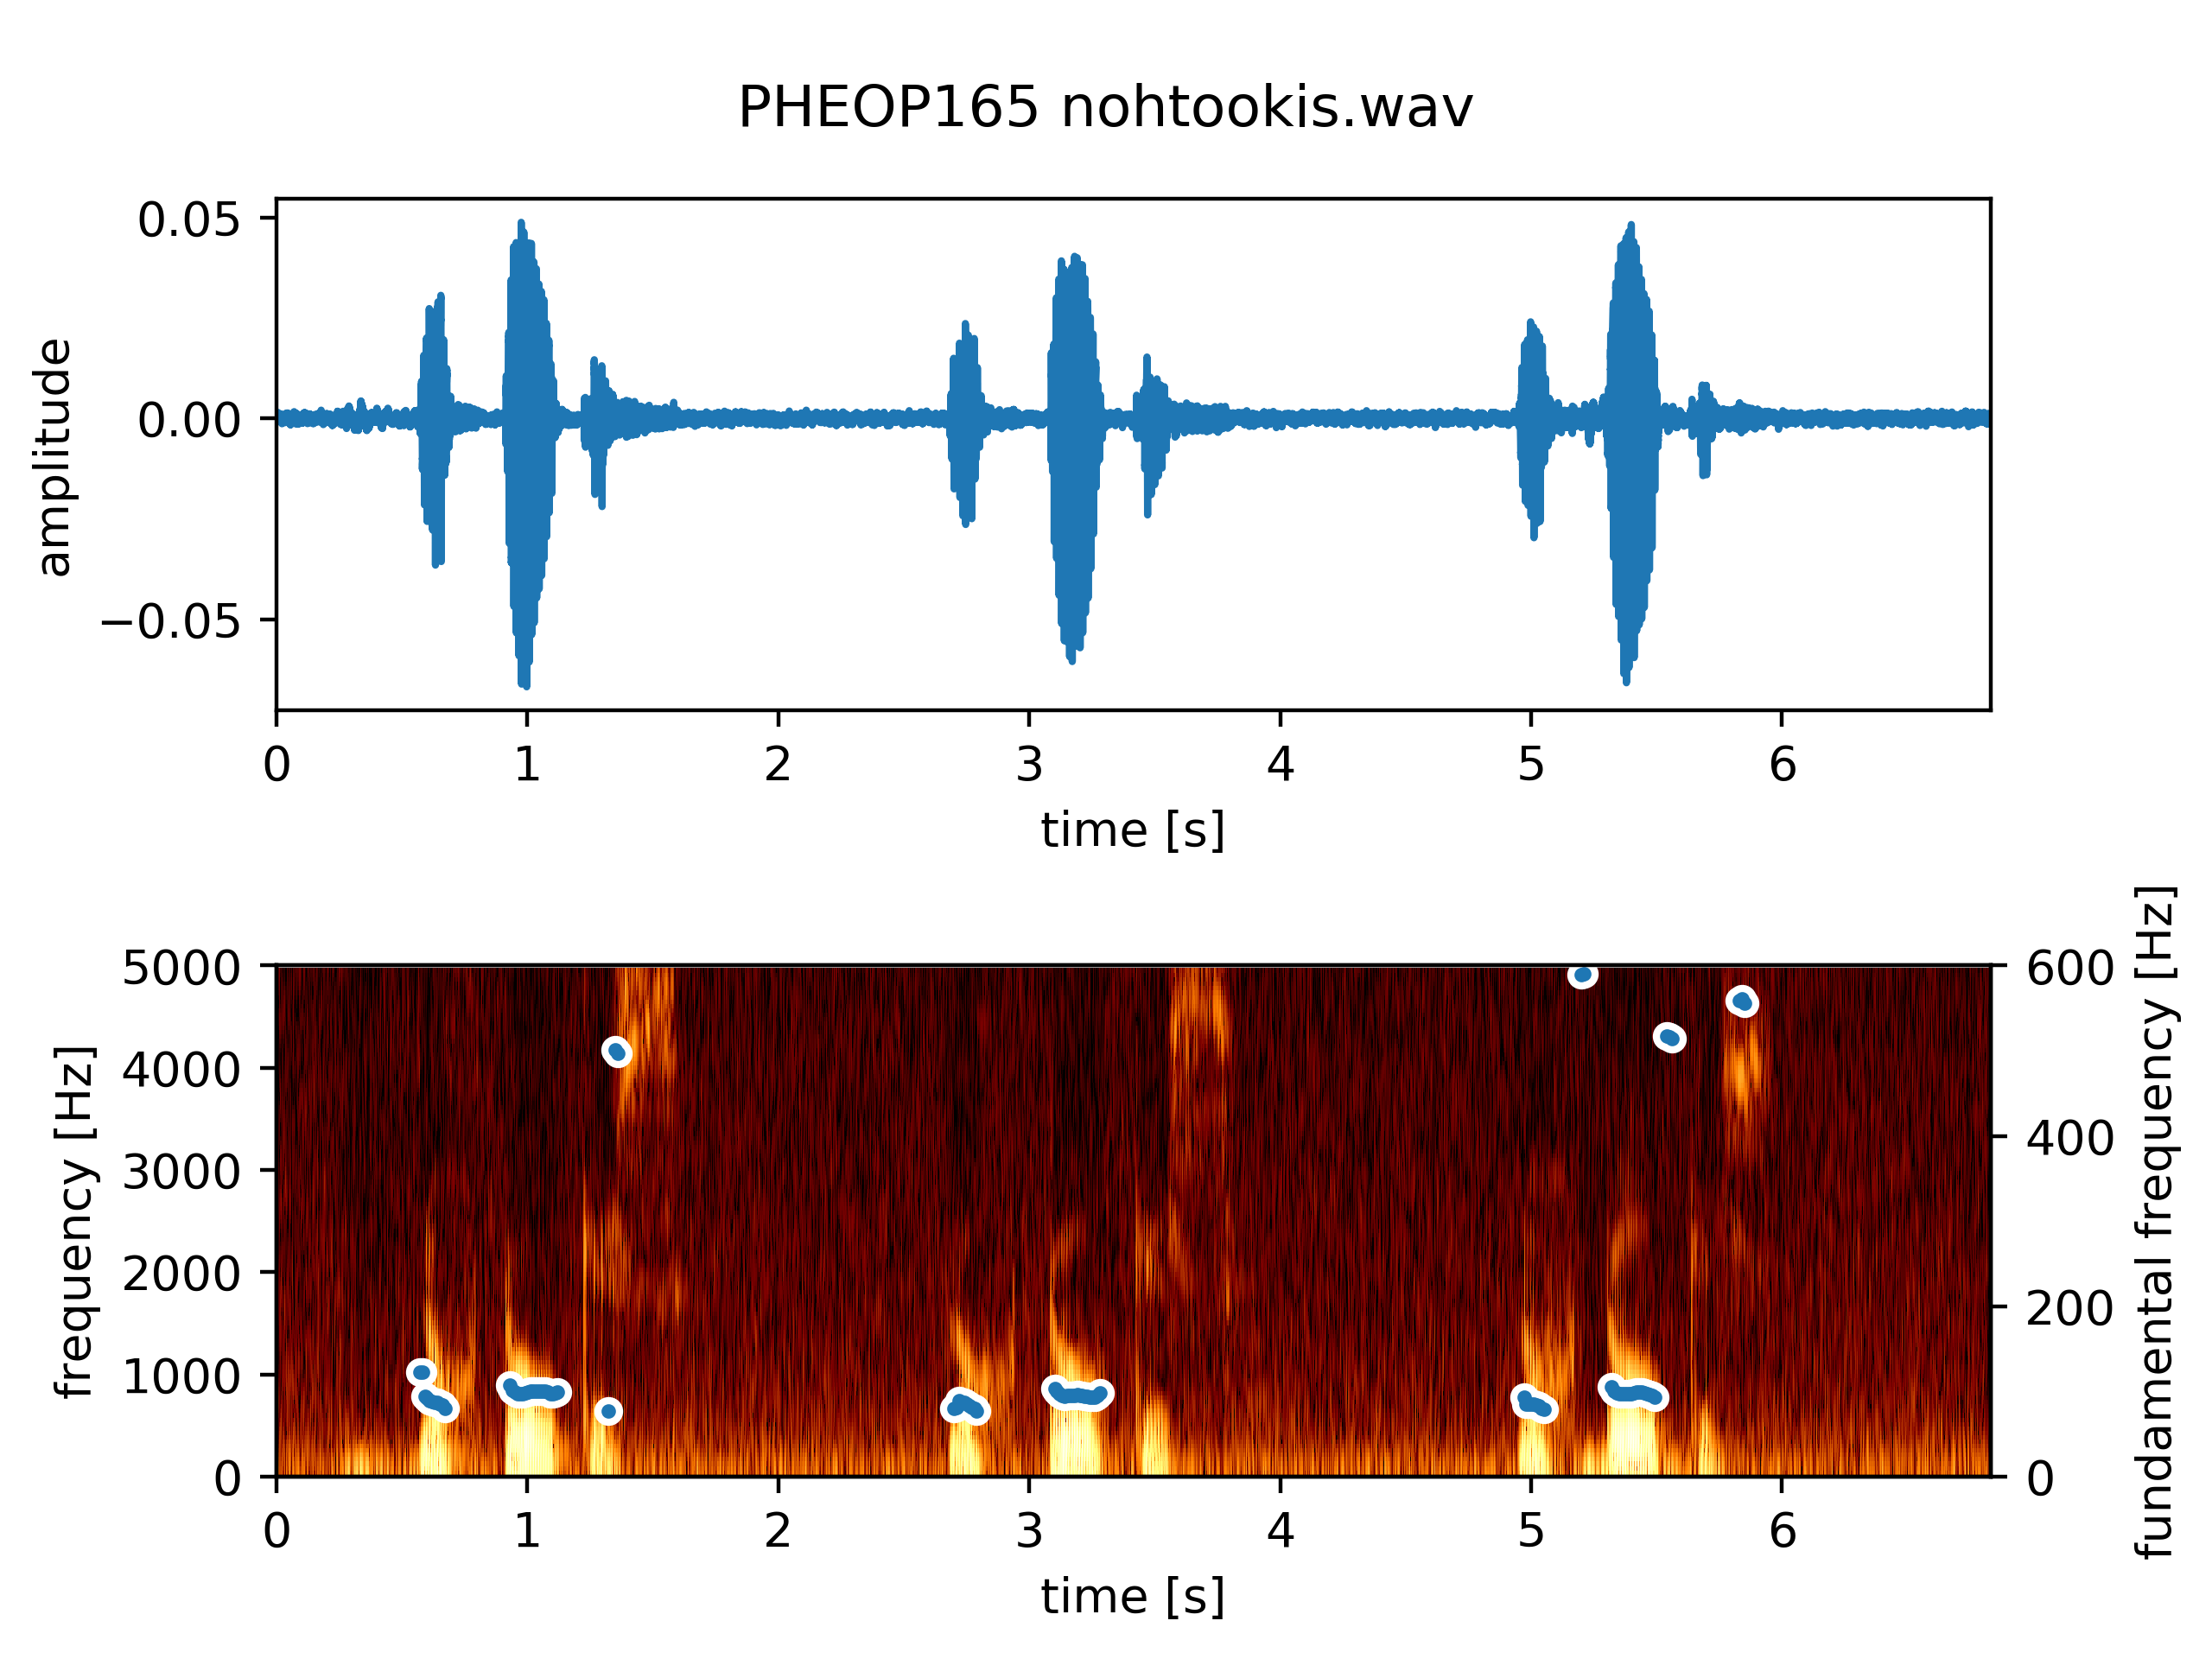 PHEOP165 nohtookis.wav
0.05
0.00
−0.05
amplitude
0 1 2 3 4 5 6
time [s]
5000
4000
3000
2000
1000
0
frequency [Hz]
600
400
200
0
fundamental frequency [Hz]
0 1 2 3 4 5 6
time [s]